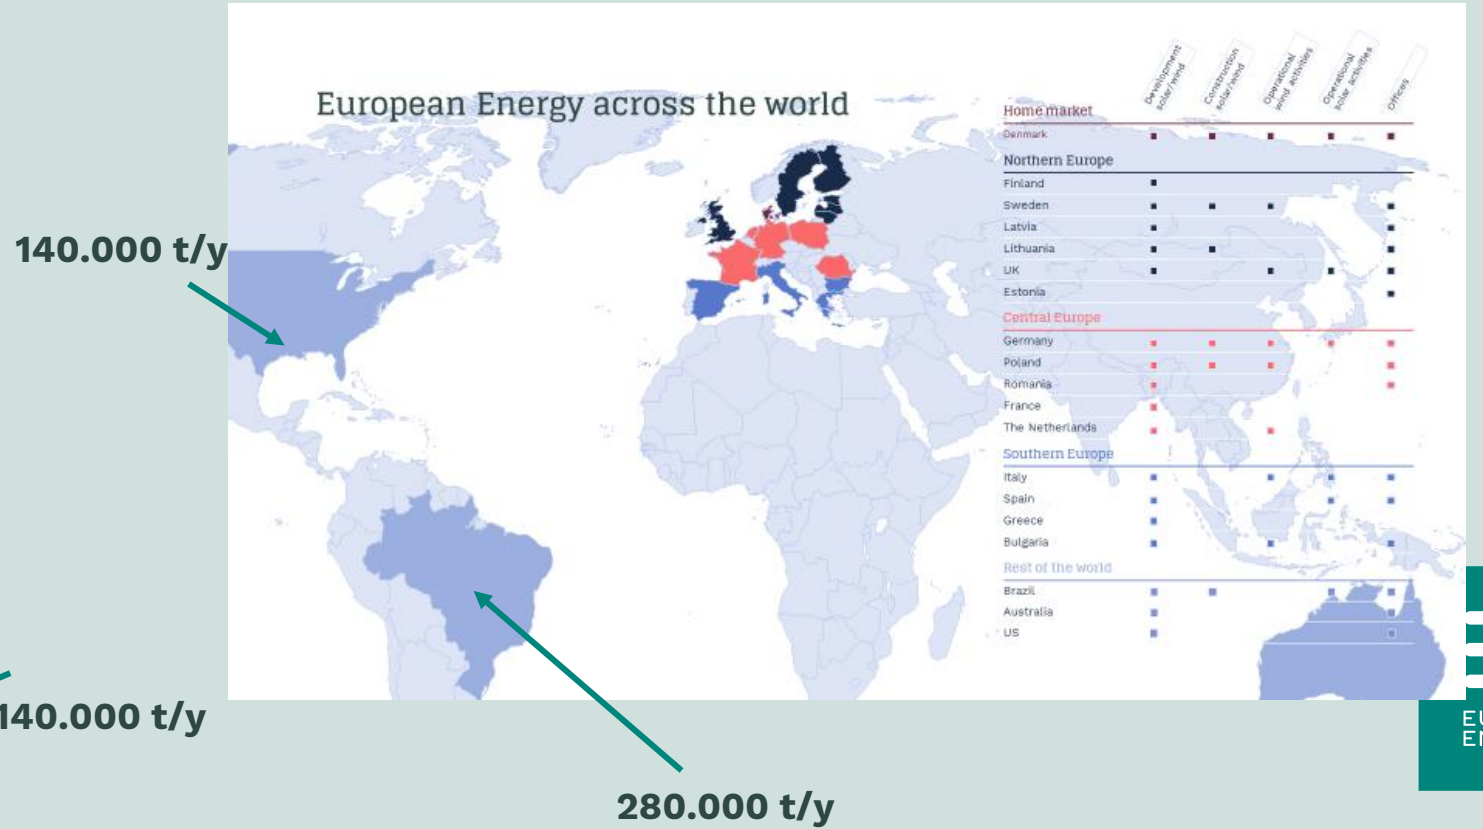 European Energy across the world
Development
solar/wind
Construction
solar/wind
Operational
wind activities
Operational
solar activities
Offices
Home market
Denmark
Northern Europe
Finland
Sweden
Latvia
Lithuania
UK
Estonia
Central Europe
Germany
Poland
Romania
France
The Netherlands
Southern Europe
Italy
Spain
Greece
Bulgaria
Rest of the world
Brazil
Australia
US
140.000 t/y
140.000 t/y
280.000 t/y